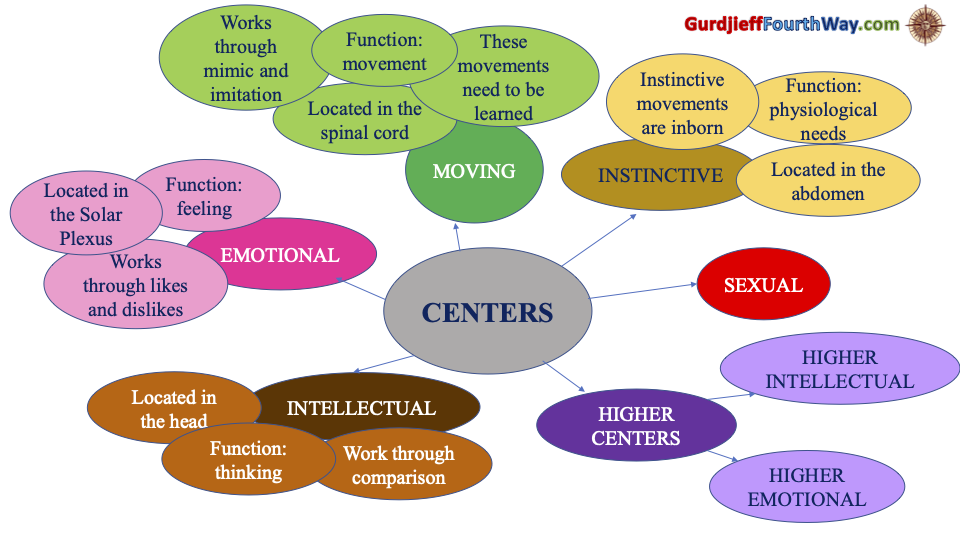 GurdjieffFourthWay.com
Works
through
mimic and
imitation
Function:
movement
These
movements
need to be
learned
Located in the
spinal cord
MOVING
Instinctive
movements
are inborn
Function:
physiological
needs
Located in the
abdomen
INSTINCTIVE
Located in
the Solar
Plexus
Function:
feeling
Works
through likes
and dislikes
EMOTIONAL
CENTERS
SEXUAL
INTELLECTUAL
Located in
the head
Function:
thinking
Work through
comparison
HIGHER
CENTERS
HIGHER
INTELLECTUAL
HIGHER
EMOTIONAL